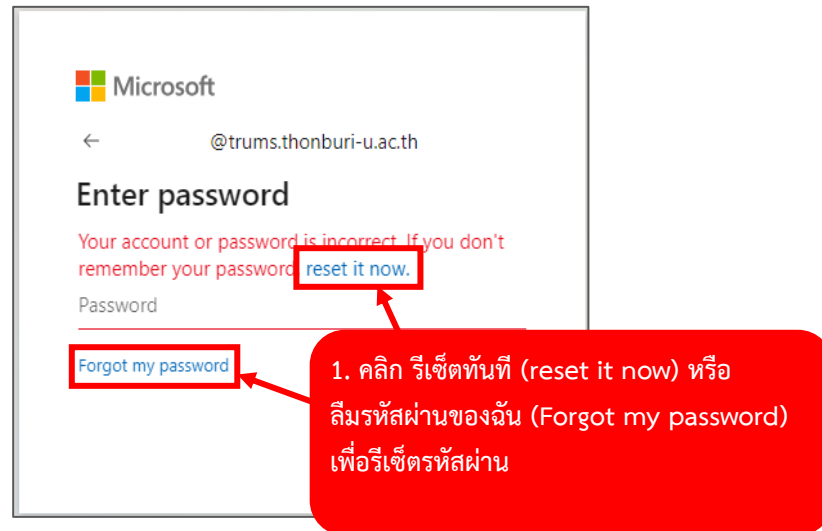 Microsoft
← @trums.thonburi-u.ac.th
Enter password
Your account or password is incorrect. If you don't
remember your password, reset it now.
Password
Forgot my password
1. คลิก รีเซ็ตทันที (reset it now) หรือ
ลืมรหัสผ่านของฉัน (Forgot my password)
เพื่อรีเซ็ตรหัสผ่าน